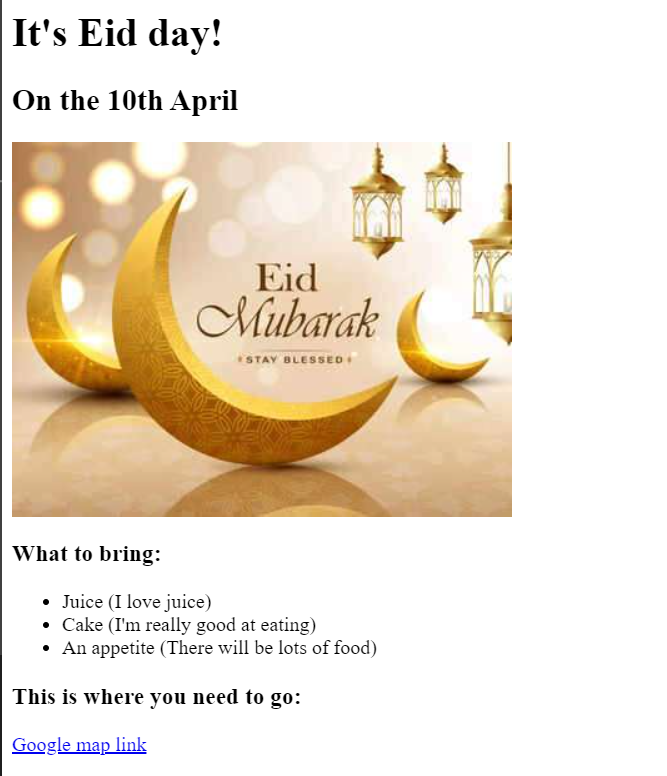 It's Eid day!
On the 10th April
Eid
Mubarak
STAY BLESSED
What to bring:
Juice (I love juice)
Cake (I'm really good at eating)
An appetite (There will be lots of food)
This is where you need to go:
Google map link